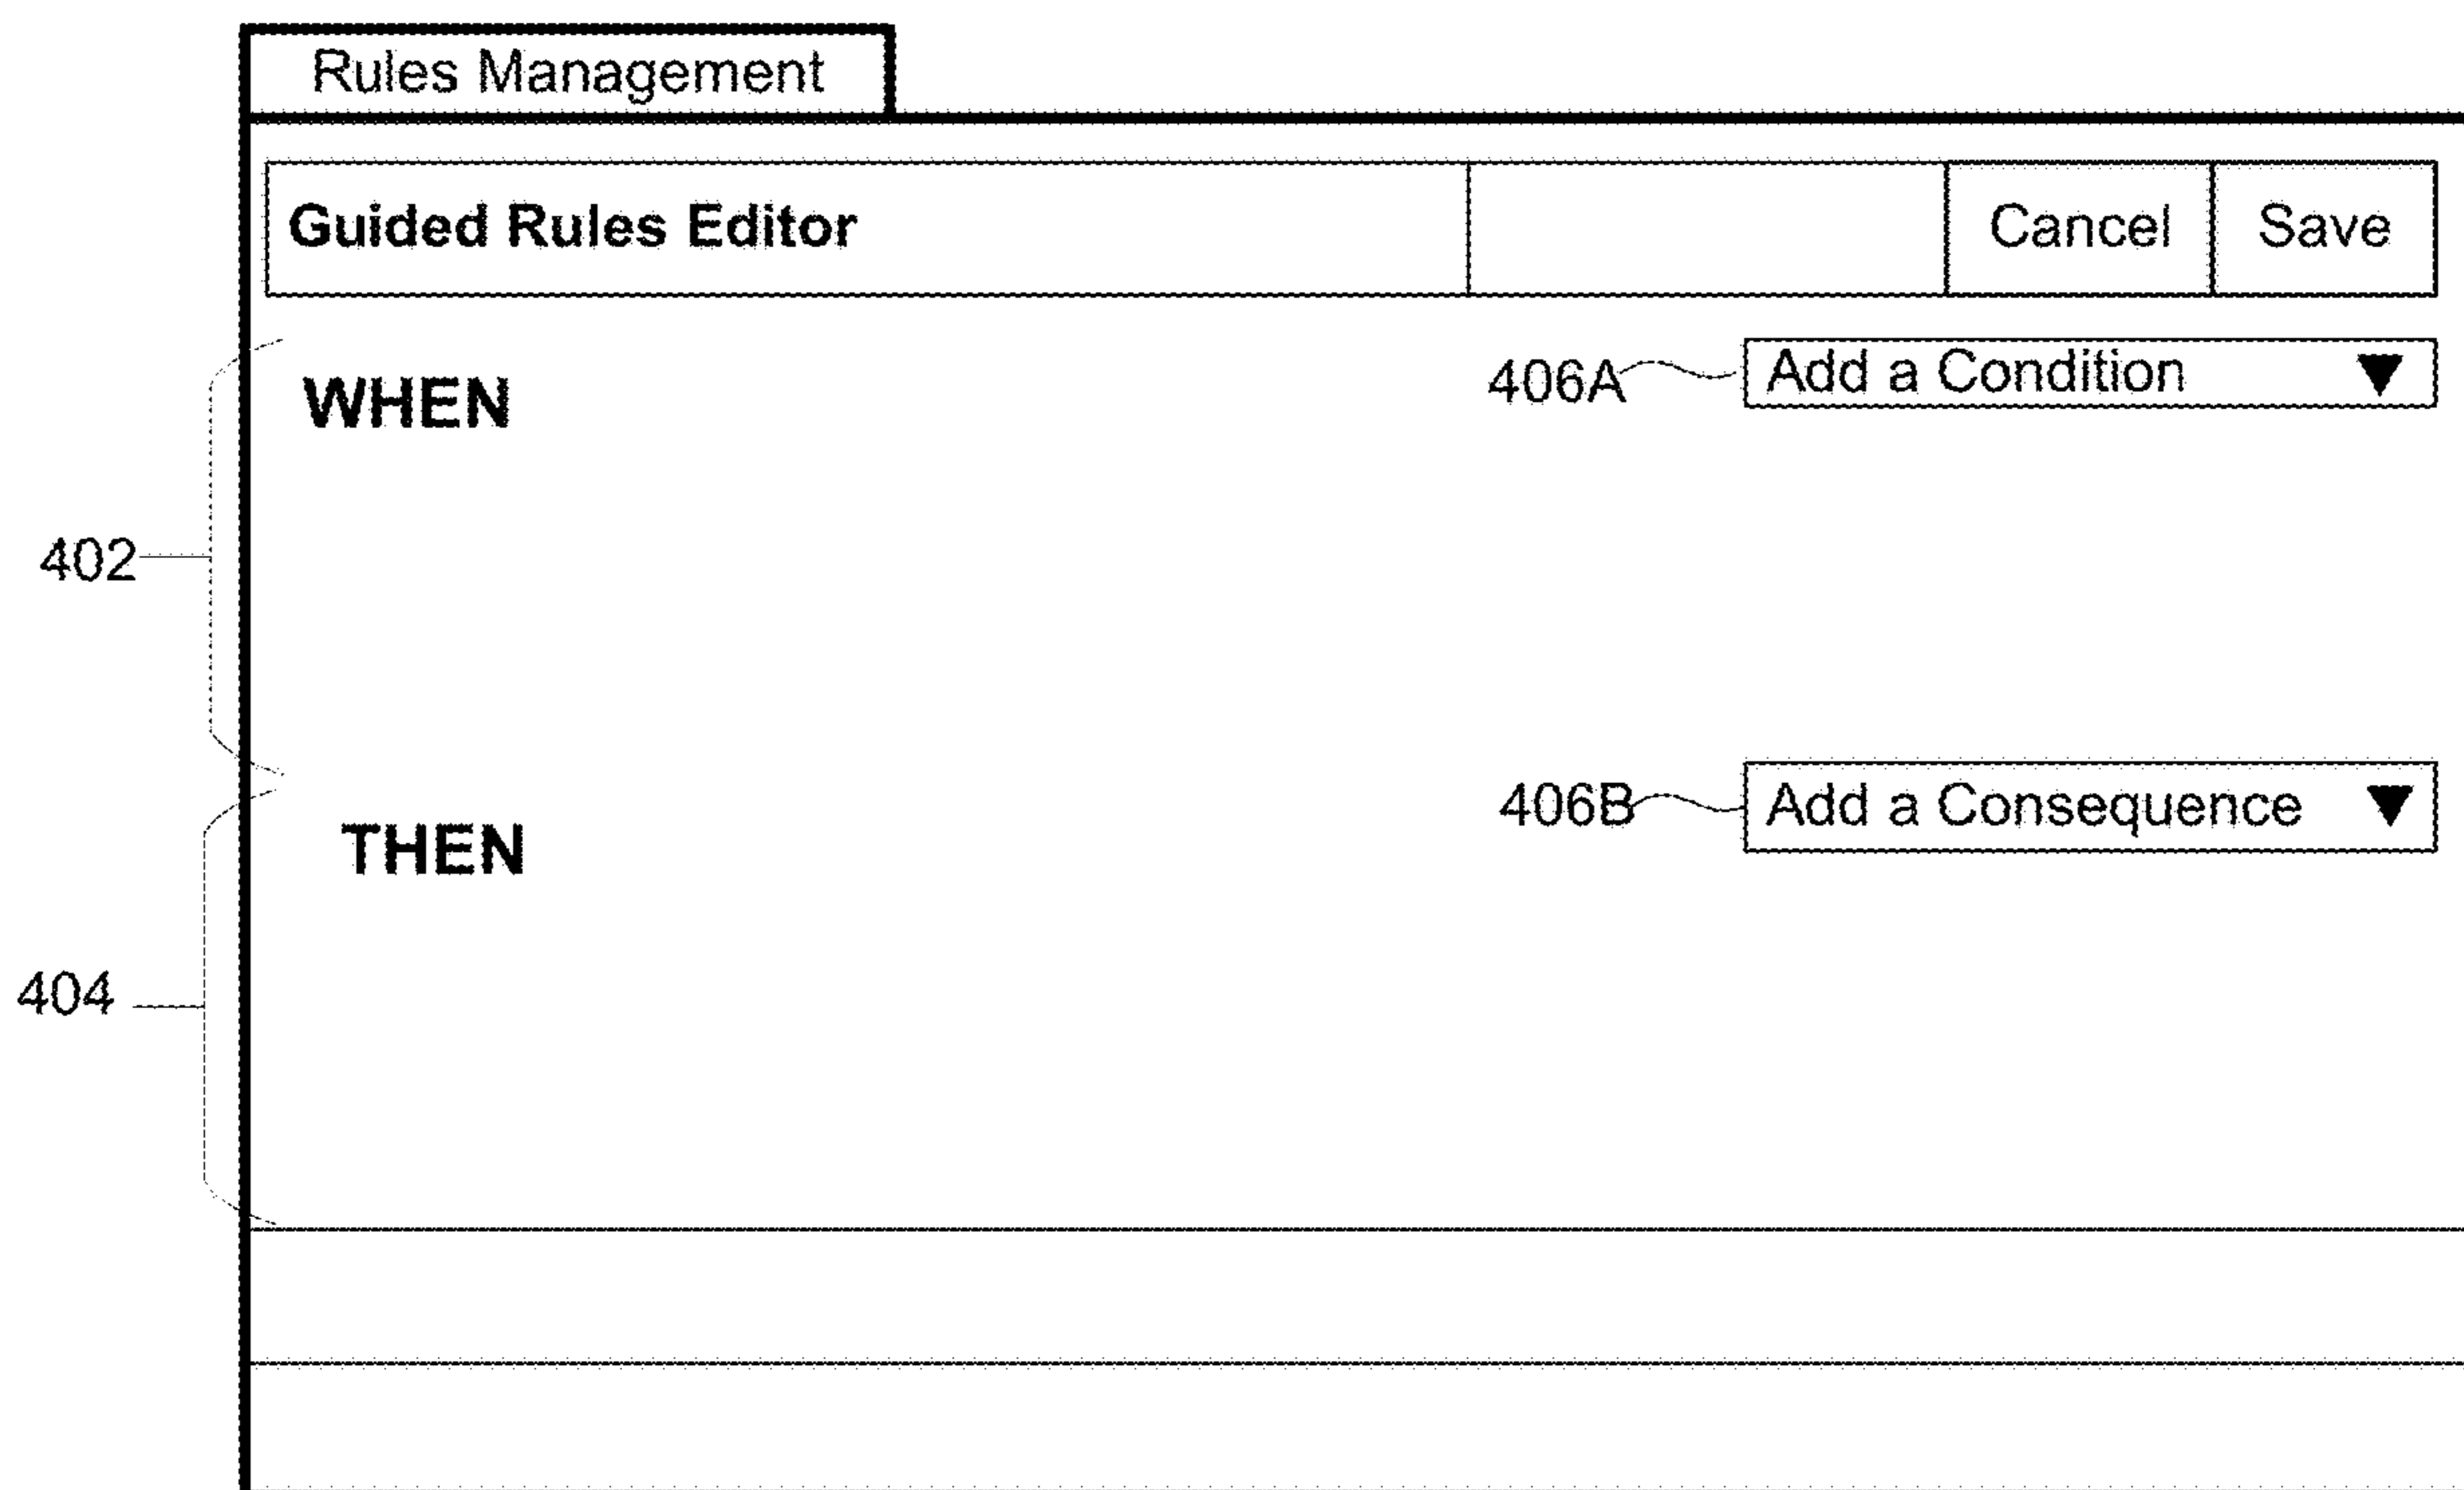 Rules Management
Guided Rules Editor
Cancel
Save
WHEN
406A
Add a Condition
402
406B
Add a Consequence
THEN
404